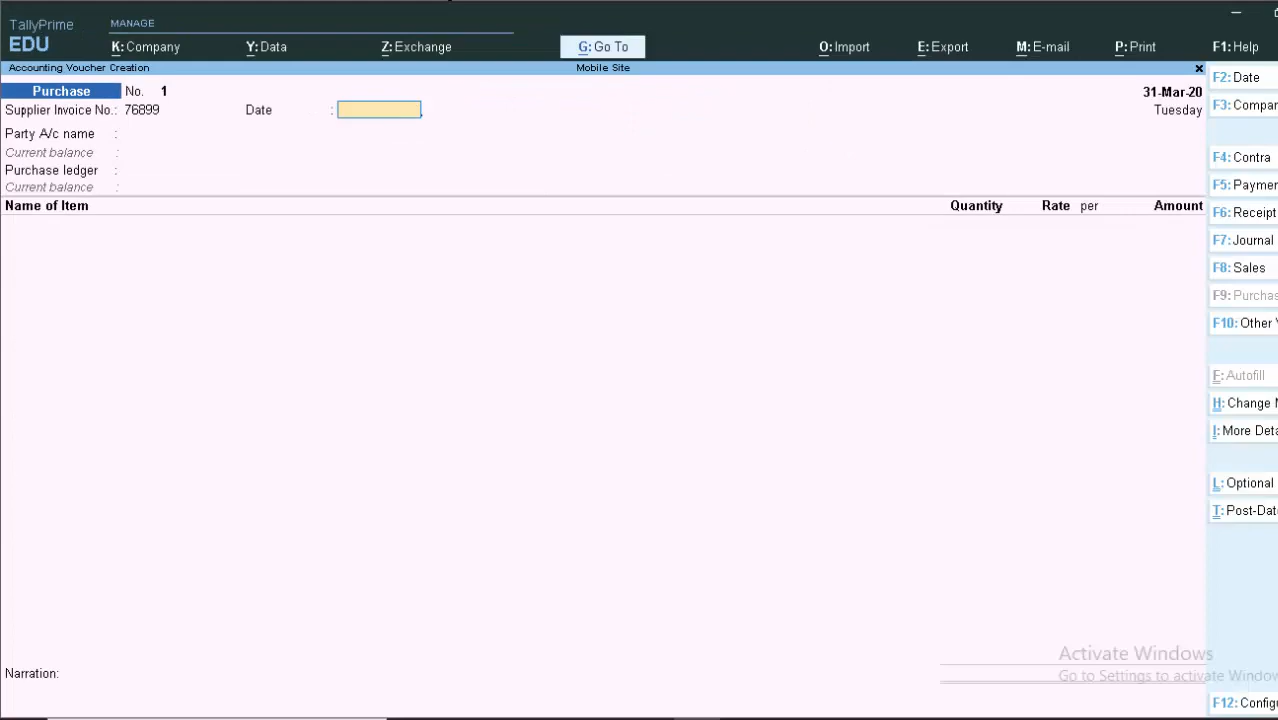 TallyPrime
EDU
MANAGE
K: Company
Y: Data
Z: Exchange
G: Go To
O: Import
E: Export
M: E-mail
P: Print
F1: Help
Accounting Voucher Creation
Mobile Site
x
Purchase
No. 1
31-Mar-20
Supplier Invoice No.: 76899
Date :
Tuesday
Party A/c name :
Current balance :
Purchase ledger :
Current balance :
Name of Item
Quantity
Rate per
Amount
Narration:
F2: Date
F3: Compar
F4: Contra
F5: Paymer
F6: Receipt
F7: Journal
F8: Sales
F9: Purchas
F10: Other
F: Autofill
H: Change
I: More Deta
L: Optional
T: Post-Dat
F12: Config
Activate Windows
Go to Settings to activate Windo